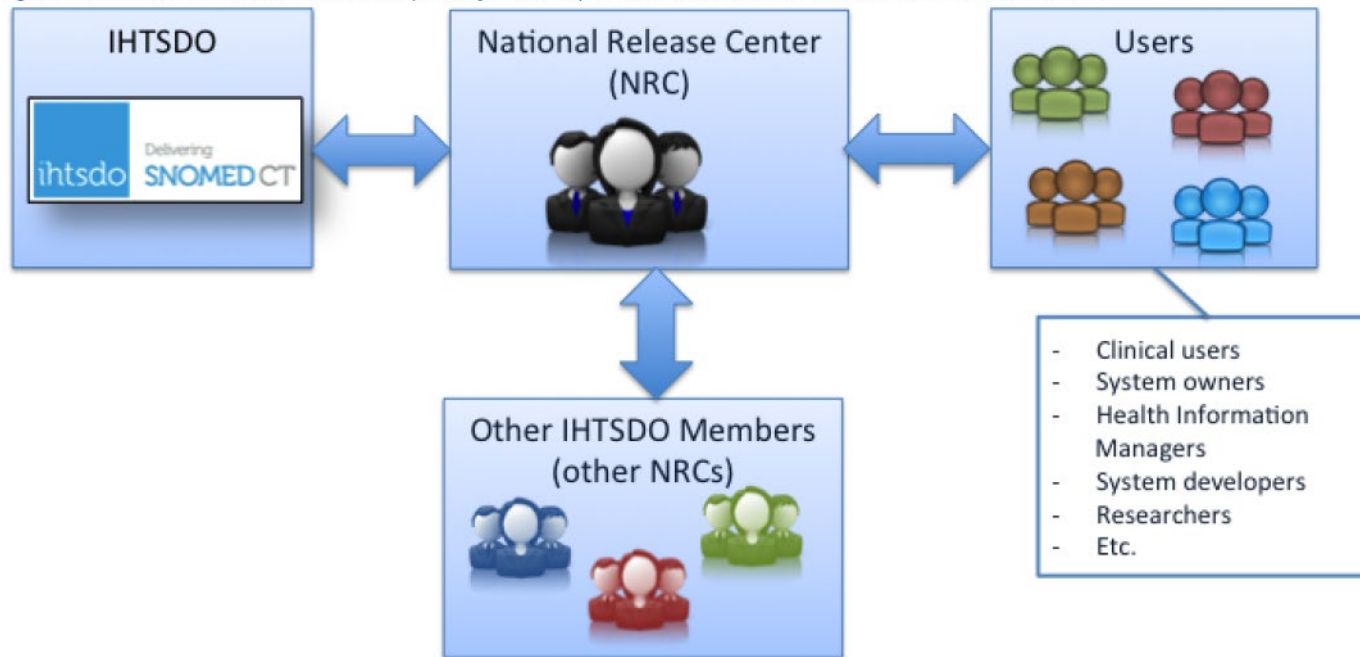 IHTSDO
ihtsdo
Delivering
SNOMED CT
National Release Center
(NRC)
Users
- Clinical users
- System owners
- Health Information
Managers
- System developers
- Researchers
- Etc.
Other IHTSDO Members
(other NRCs)